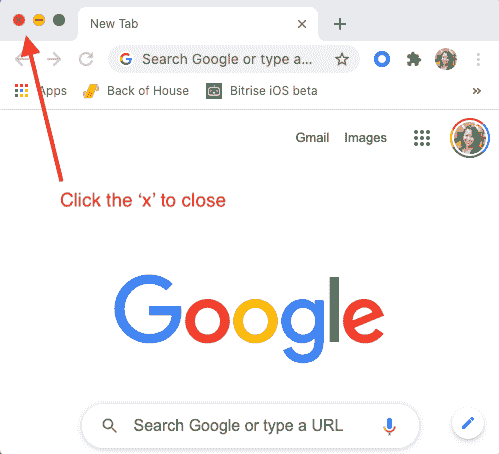 New Tab
Search Google or type a...
Apps
Back of House
Bitrise iOS beta
»
Gmail
Images
Click the ‘x’ to close
Google
Search Google or type a URL